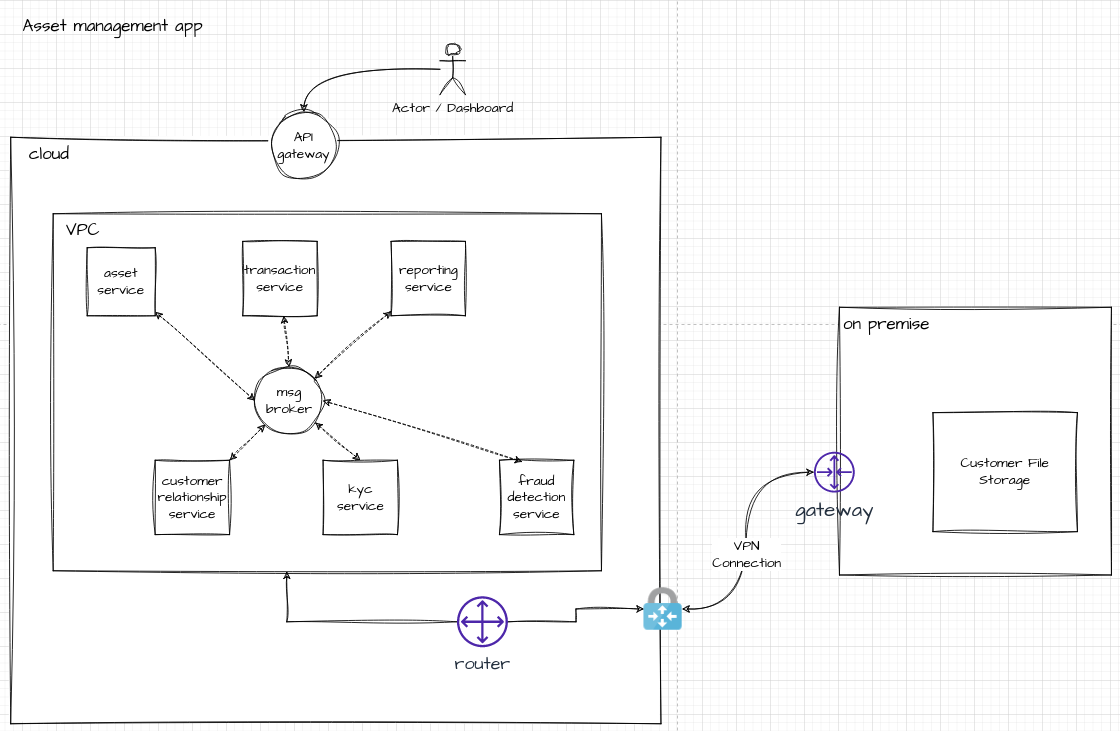 Asset management app
Actor / Dashboard
API
gateway
cloud
VPC
asset
service
transaction
service
reporting
service
msg
broker
customer
relationship
service
kyc
service
fraud
detection
service
router
VPN
Connection
gateway
on premise
Customer File
Storage